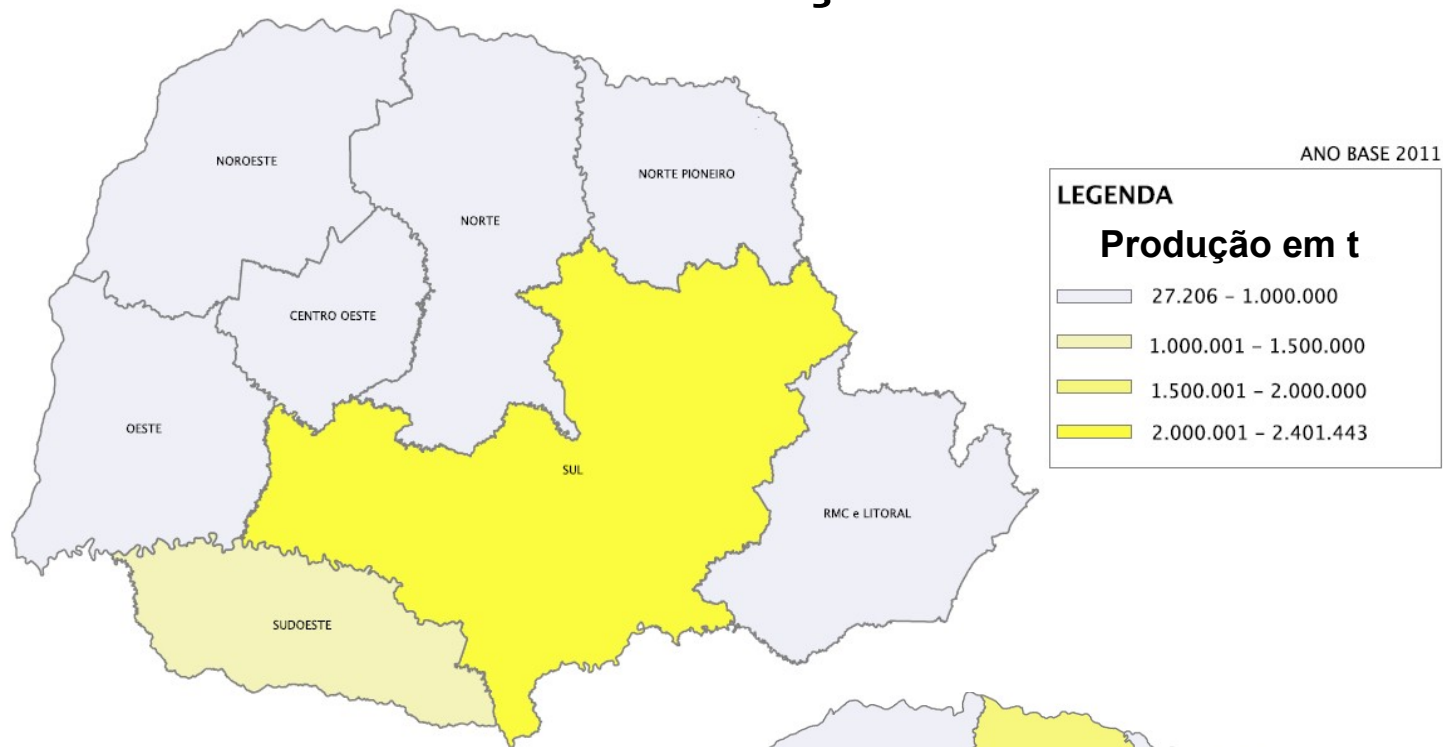 ANO BASE 2011
LEGENDA
Produção em t
27.206 – 1.000.000
1.000.001 – 1.500.000
1.500.001 – 2.000.000
2.000.001 – 2.401.443
NOROESTE
NORTE PIONEIRO
NORTE
CENTRO OESTE
OESTE
SUL
RMC e LITORAL
SUDOESTE